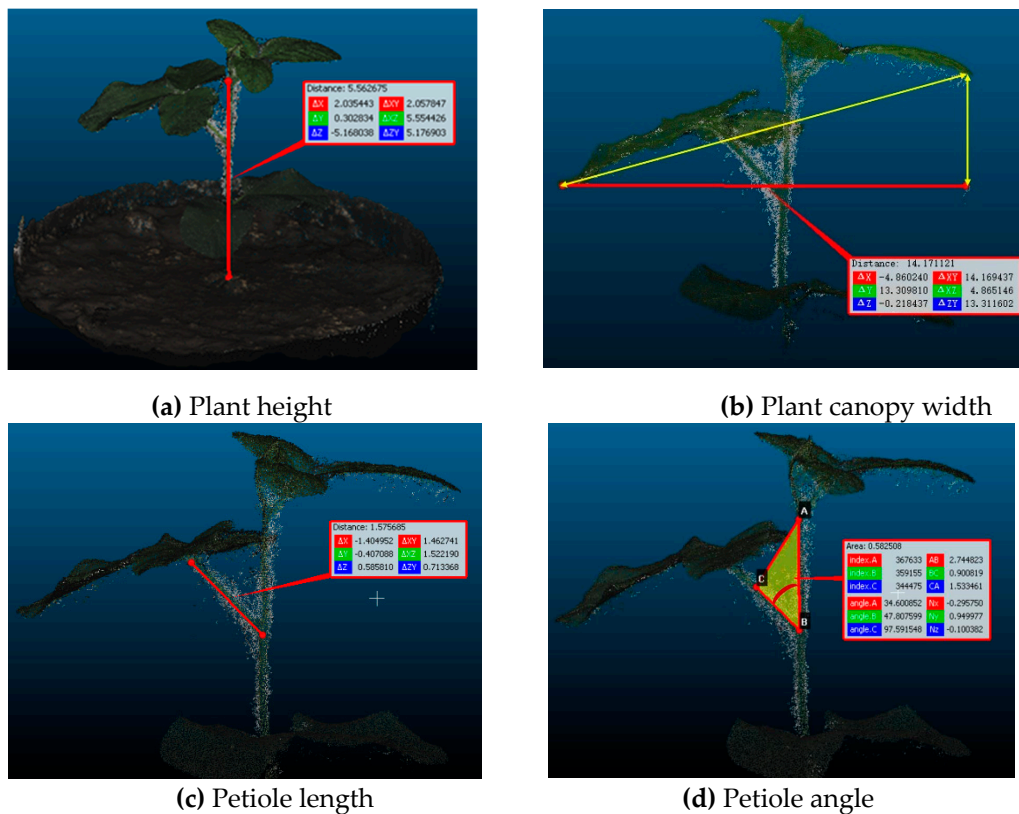 Distance: 5.562675
ΔX 2.035443 ΔXY 2.057847
ΔY 0.302834 ΔXZ 5.554426
ΔZ -5.168038 ΔZY 5.176903
Distance: 14.171121
ΔX -4.860240 ΔXY 14.169437
ΔY 13.309810 ΔXZ 4.865146
ΔZ -0.218437 ΔZY 13.311602
(a) Plant height
(b) Plant canopy width
Distance: 1.575685
ΔX -1.404952 ΔXY 1.462741
ΔY -0.407088 ΔXZ 1.522190
ΔZ 0.585810 ΔZY 0.713368
A
C
B
Area: 0.582508
index.A 367633 AB 2.744823
index.B 359155 BC 0.900819
index.C 344475 CA 1.533461
angle.A 34.600852 Nx -0.295750
angle.B 47.807599 Ny 0.949977
angle.C 97.591548 Nz -0.100382
(c) Petiole length
(d) Petiole angle